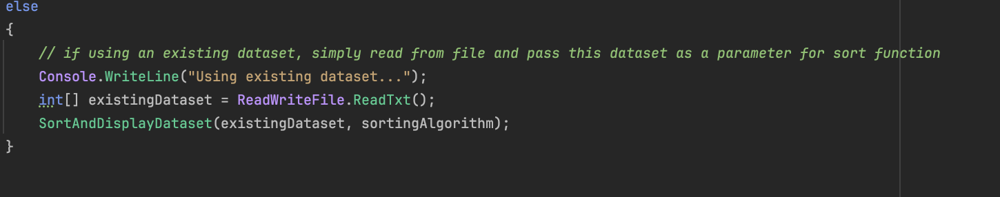 else
{
    // if using an existing dataset, simply read from file and pass this dataset as a parameter for sort function
    Console.WriteLine("Using existing dataset...");
    int[] existingDataset = ReadWriteFile.ReadTxt();
    SortAndDisplayDataset(existingDataset, sortingAlgorithm);
}